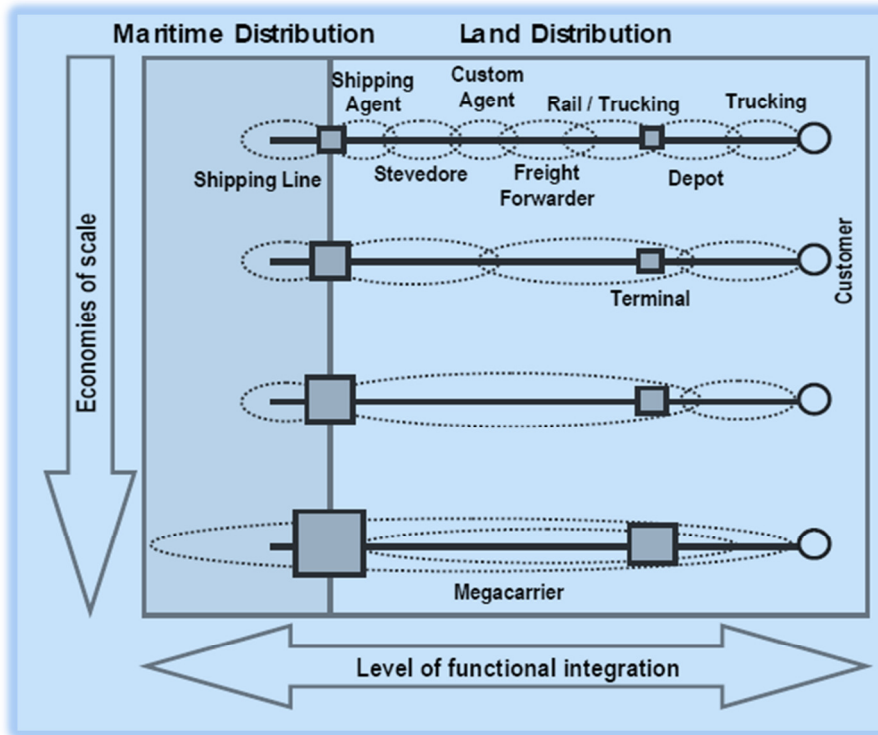 Maritime Distribution
Land Distribution
Shipping
Agent
Custom
Agent
Rail / Trucking
Trucking
Shipping Line
Stevedore
Freight
Forwarder
Depot
Customer
Terminal
Economies of scale
Megacarrier
Level of functional integration